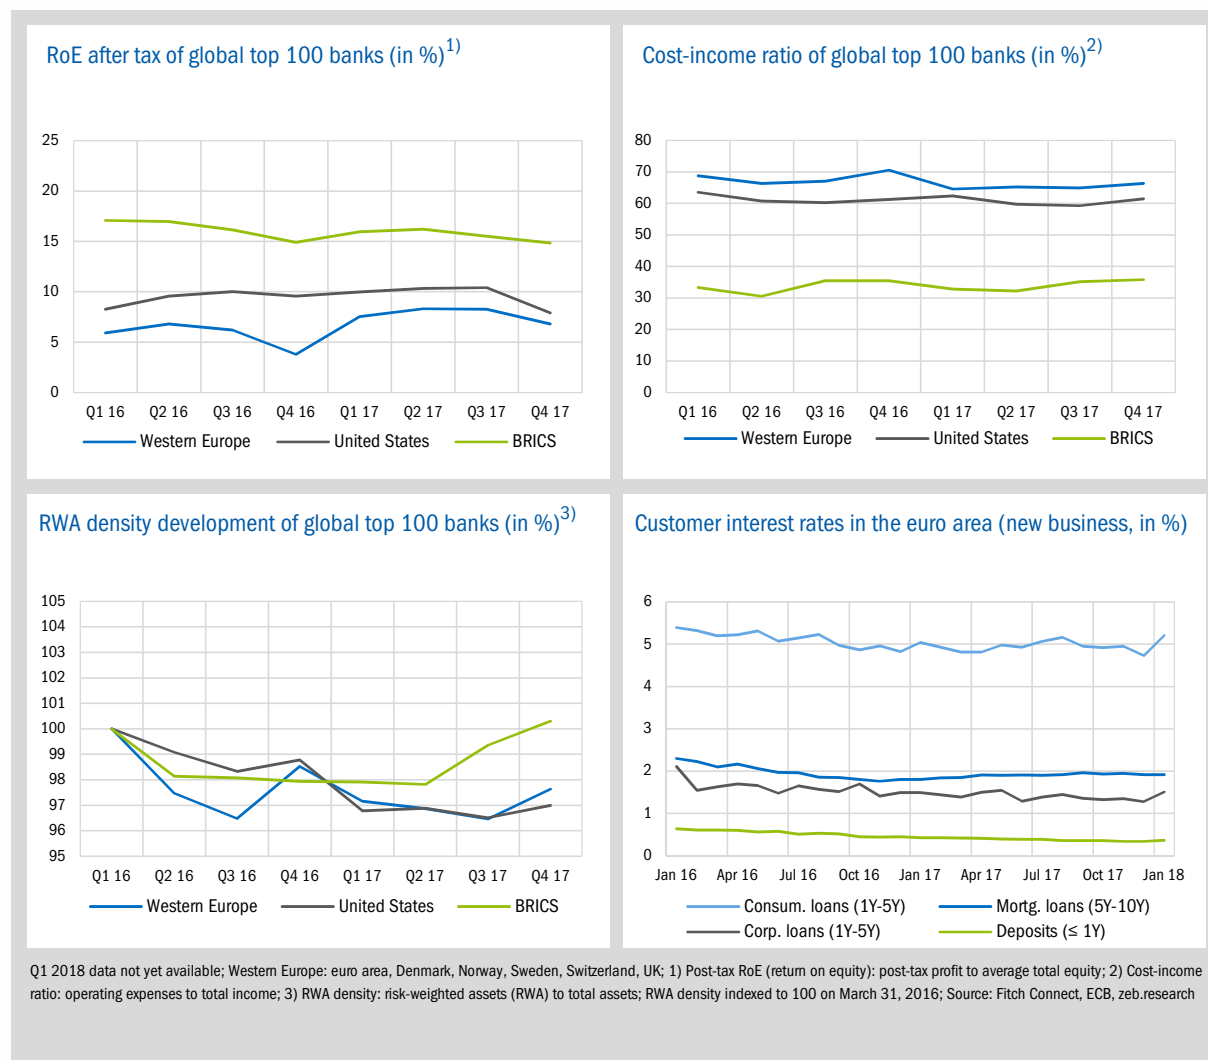 RoE after tax of global top 100 banks (in %)1)
25
20
15
10
5
0
Q1 16 Q2 16 Q3 16 Q4 16 Q1 17 Q2 17 Q3 17 Q4 17
Western Europe United States BRICS
Cost-income ratio of global top 100 banks (in %)2)
80
70
60
50
40
30
20
10
0
Q1 16 Q2 16 Q3 16 Q4 16 Q1 17 Q2 17 Q3 17 Q4 17
Western Europe United States BRICS
RWA density development of global top 100 banks (in %)3)
105
104
103
102
101
100
99
98
97
96
95
Q1 16 Q2 16 Q3 16 Q4 16 Q1 17 Q2 17 Q3 17 Q4 17
Western Europe United States BRICS
Customer interest rates in the euro area (new business, in %)
6
5
4
3
2
1
0
Jan 16 Apr 16 Jul 16 Oct 16 Jan 17 Apr 17 Jul 17 Oct 17 Jan 18
Consum. loans (1Y-5Y) Mortg. loans (5Y-10Y)
Corp. loans (1Y-5Y) Deposits (≤ 1Y)
Q1 2018 data not yet available; Western Europe: euro area, Denmark, Norway, Sweden, Switzerland, UK; 1) Post-tax RoE (return on equity): post-tax profit to average total equity; 2) Cost-income
ratio: operating expenses to total income; 3) RWA density: risk-weighted assets (RWA) to total assets; RWA density indexed to 100 on March 31, 2016; Source: Fitch Connect, ECB, zeb.research